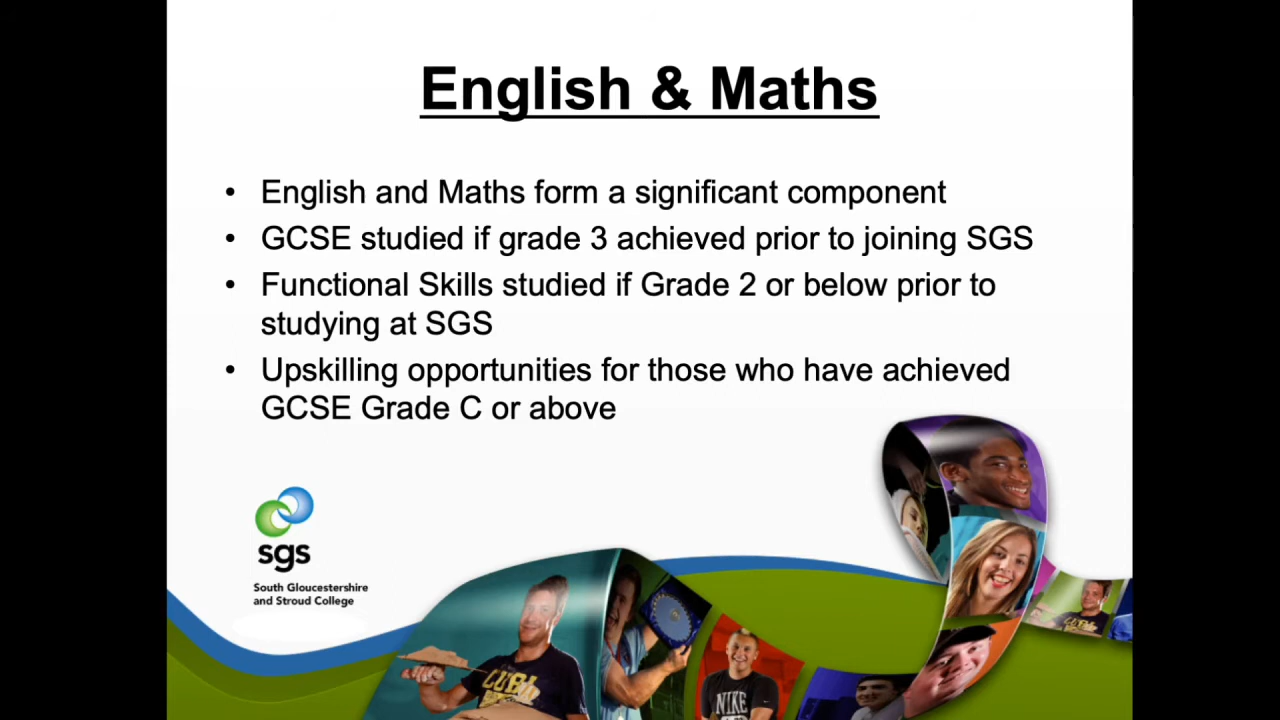 English & Maths
• English and Maths form a significant component
• GCSE studied if grade 3 achieved prior to joining SGS
• Functional Skills studied if Grade 2 or below prior to
studying at SGS
• Upskilling opportunities for those who have achieved
GCSE Grade C or above
sgs
South Gloucestershire
and Stroud College
NIKE